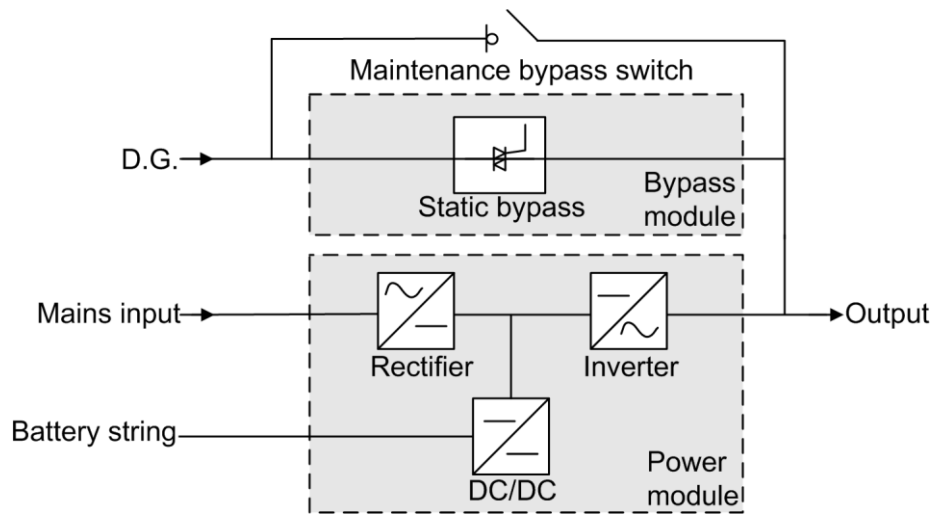 Maintenance bypass switch
D.G.
Static bypass
Bypass
module
Mains input
Rectifier
Inverter
Output
Battery string
DC/DC
Power
module